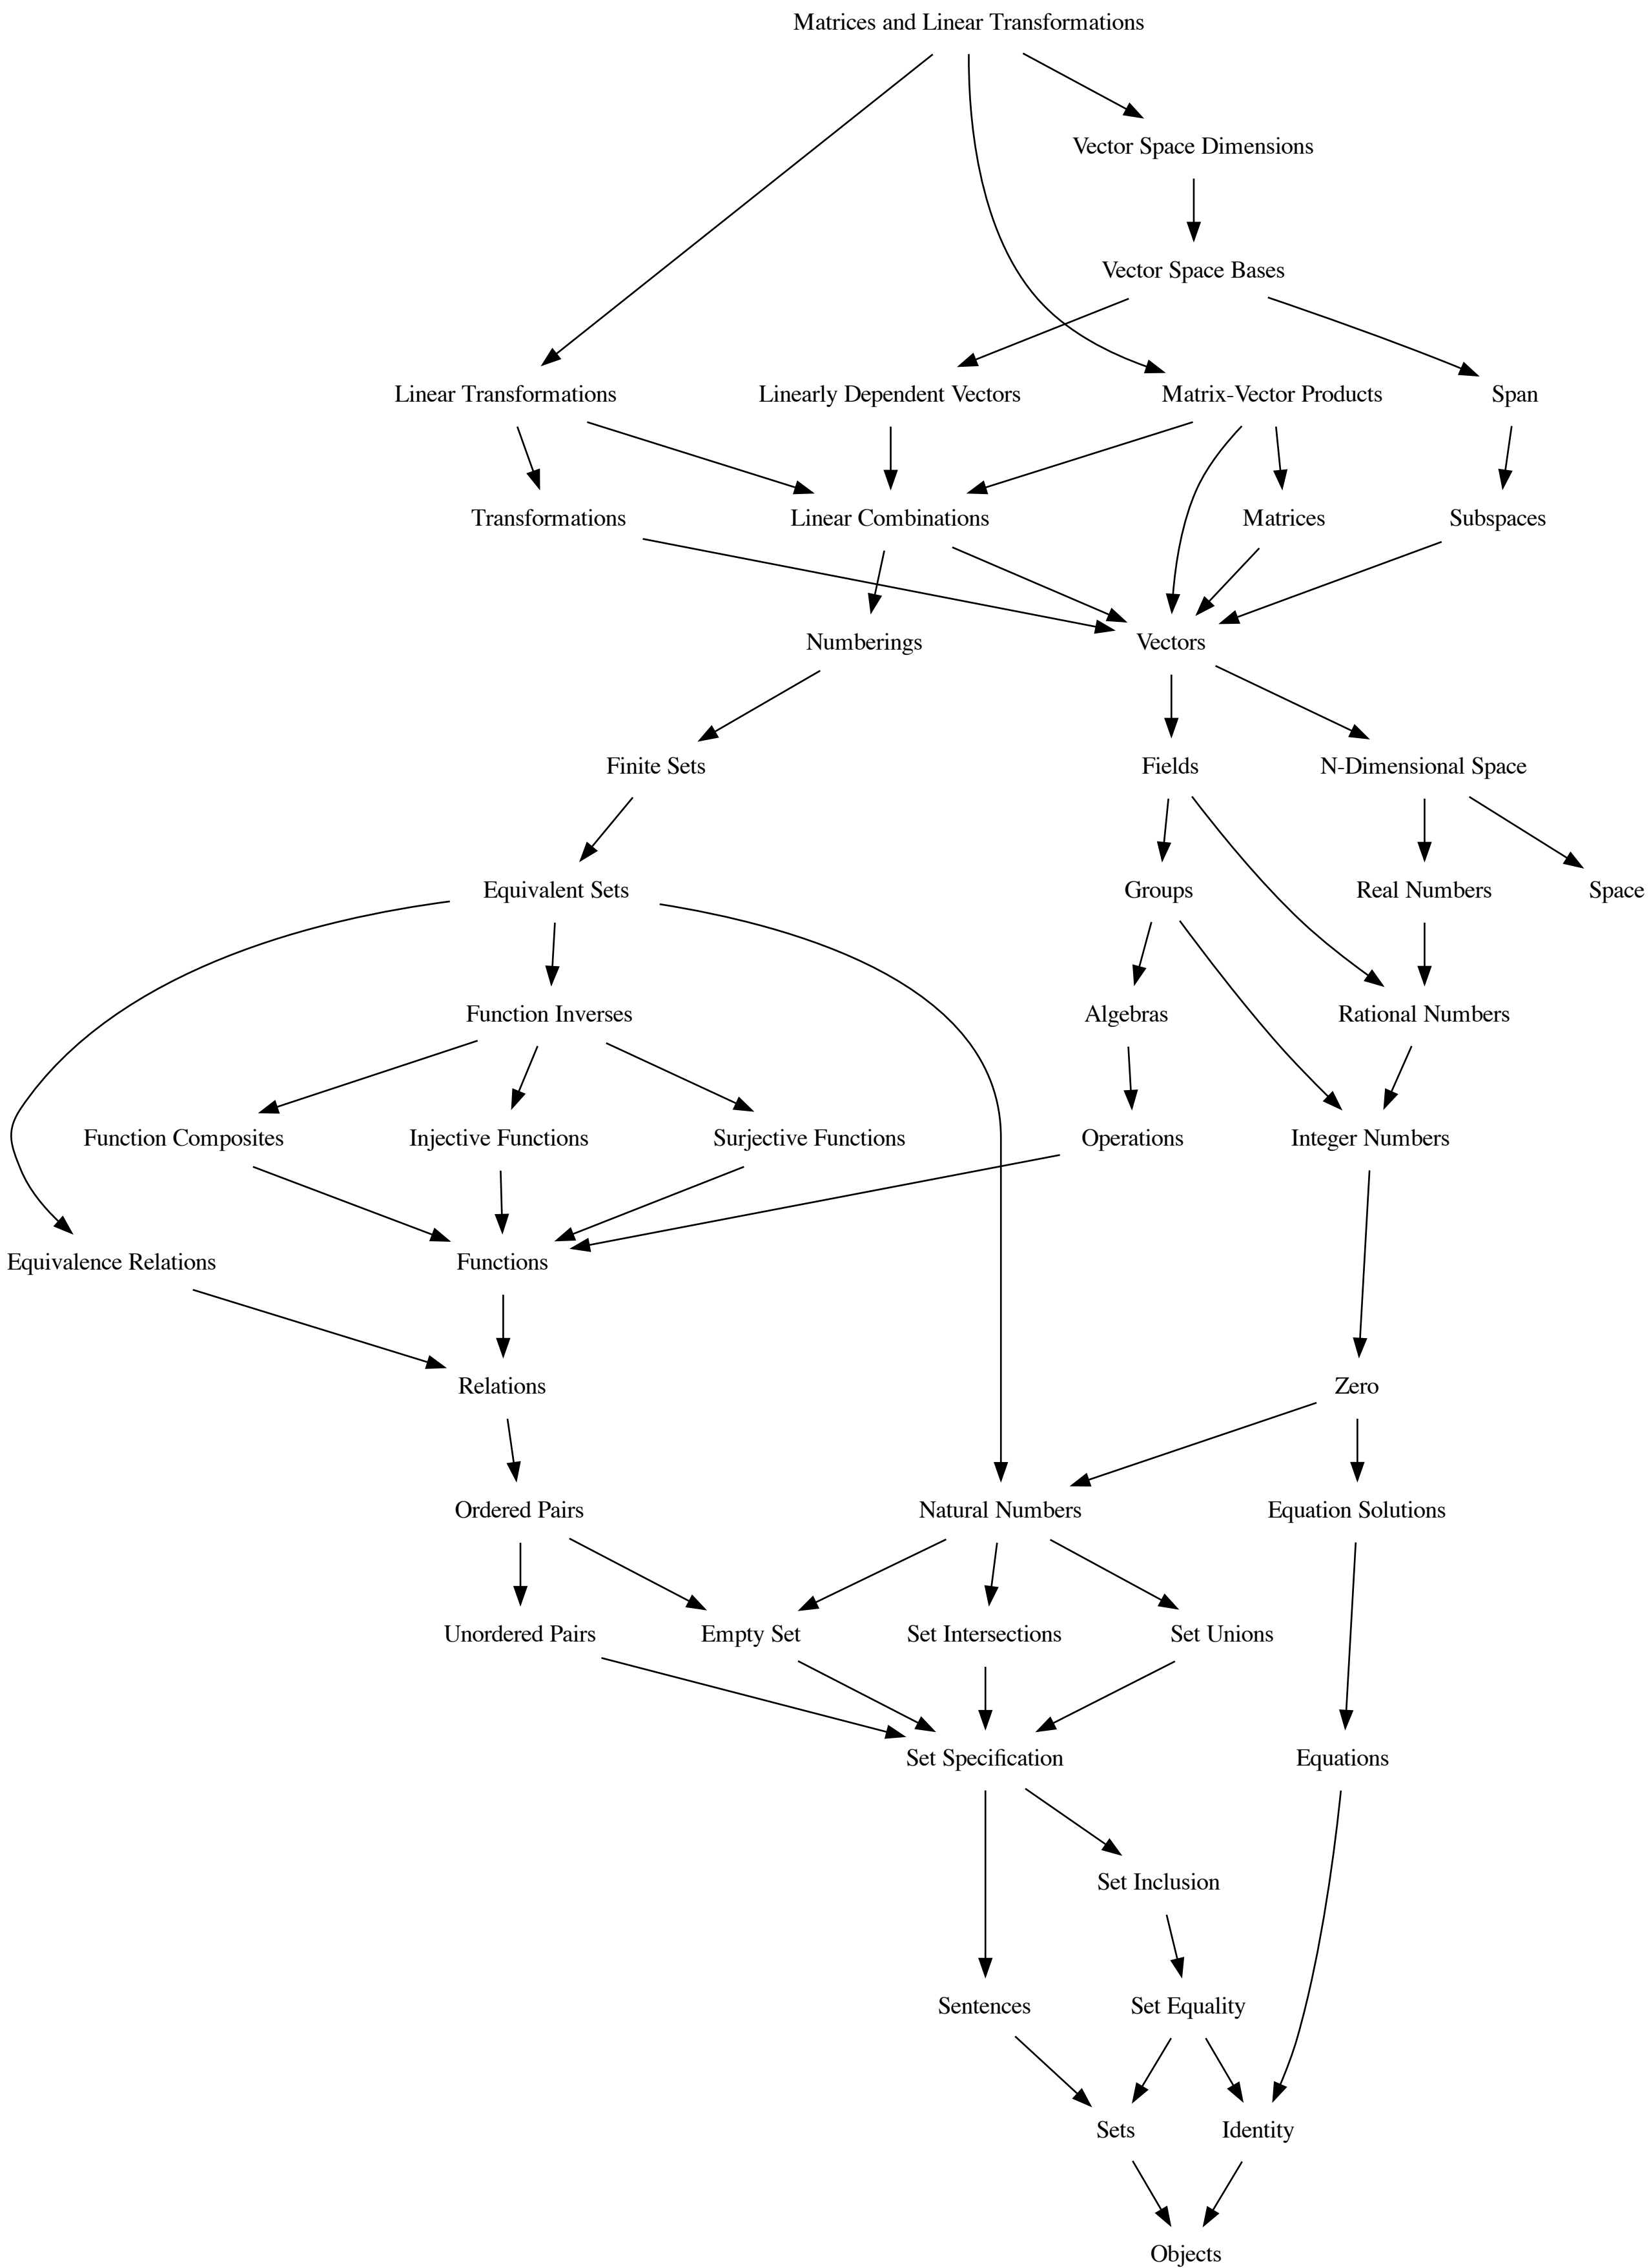 Matrices and Linear Transformations
Vector Space Dimensions
Vector Space Bases
Linear Transformations
Linearly Dependent Vectors
Matrix-Vector Products
Span
Transformations
Linear Combinations
Matrices
Subspaces
Numberings
Vectors
Finite Sets
Fields
N-Dimensional Space
Equivalent Sets
Groups
Real Numbers
Space
Function Inverses
Algebras
Rational Numbers
Function Composites
Injective Functions
Surjective Functions
Operations
Integer Numbers
Equivalence Relations
Functions
Relations
Zero
Ordered Pairs
Natural Numbers
Equation Solutions
Unordered Pairs
Empty Set
Set Intersections
Set Unions
Set Specification
Equations
Set Inclusion
Sentences
Set Equality
Sets
Identity
Objects